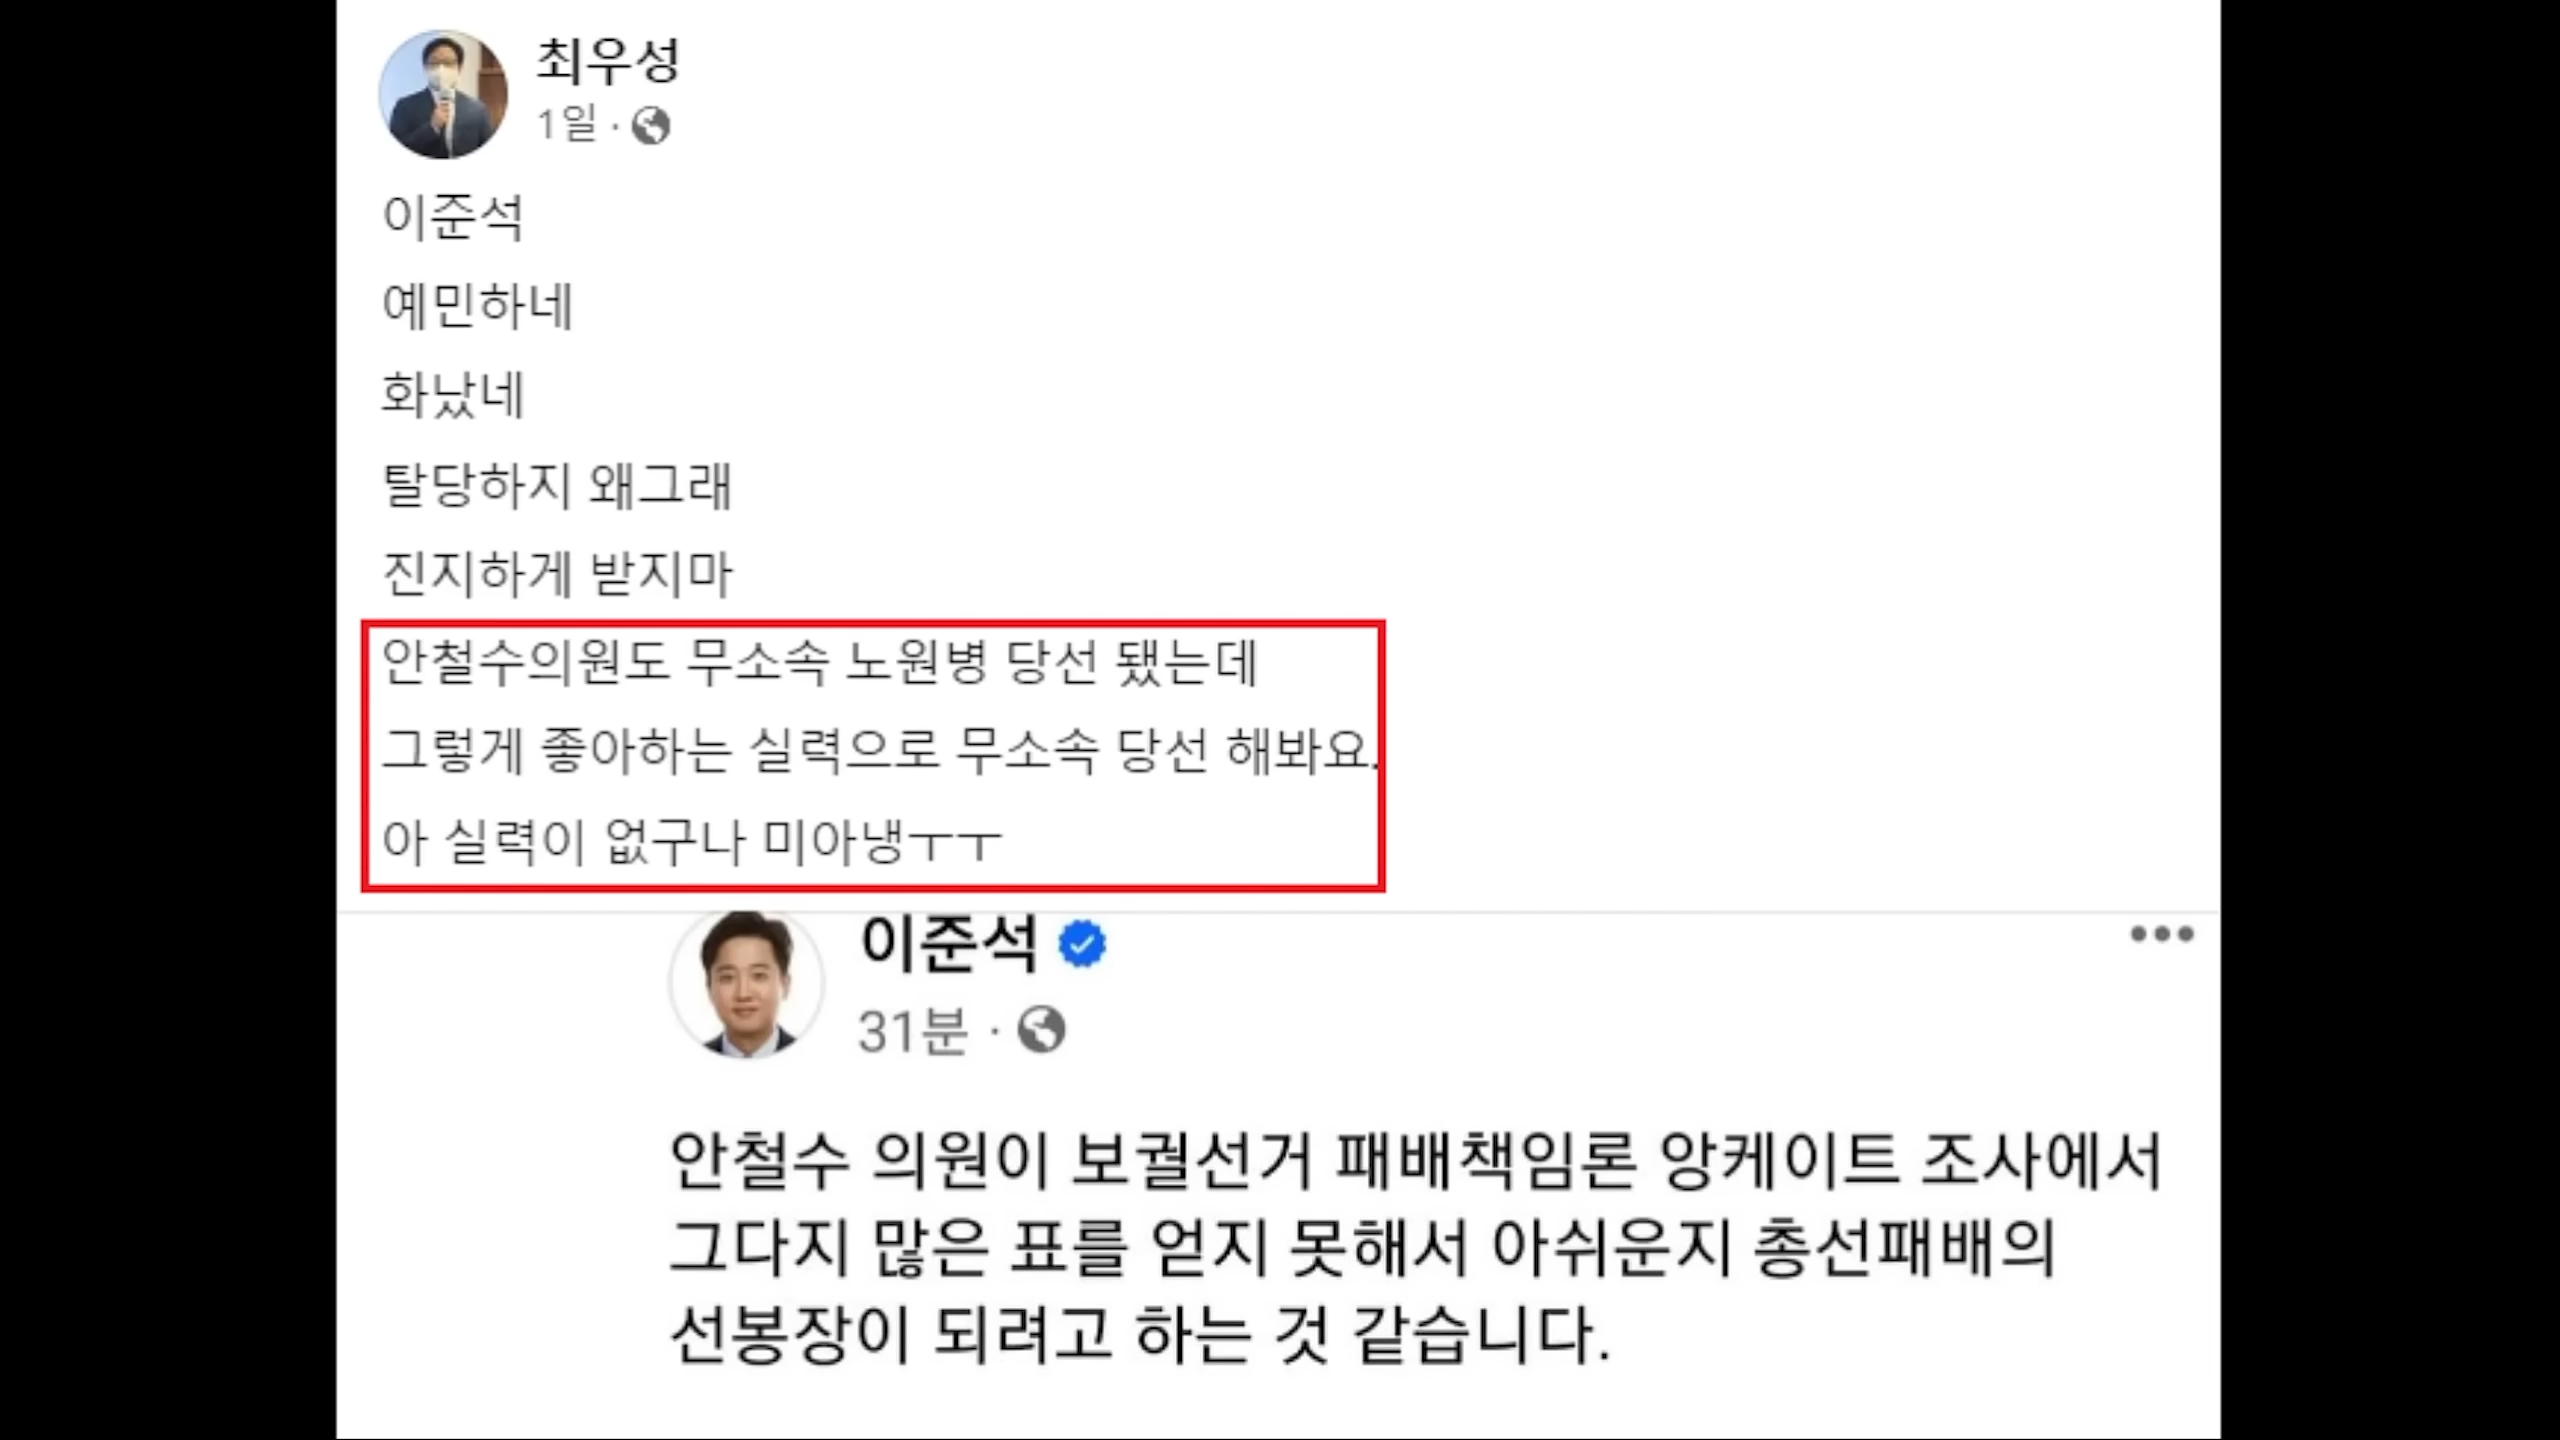 최우성
1일 ·
이준석
예민하네
화났네
탈당하지 왜그래
진지하게 받지마
안철수의원도 무소속 노원병 당선 됐는데
그렇게 좋아하는 실력으로 무소속 당선 해봐요.
아 실력이 없구나 미아냉ㅜㅜ
이준석
31분 ·
안철수 의원이 보궐선거 패배책임론 앙케이트 조사에서
그다지 많은 표를 얻지 못해서 아쉬운지 총선패배의
선봉장이 되려고 하는 것 같습니다.